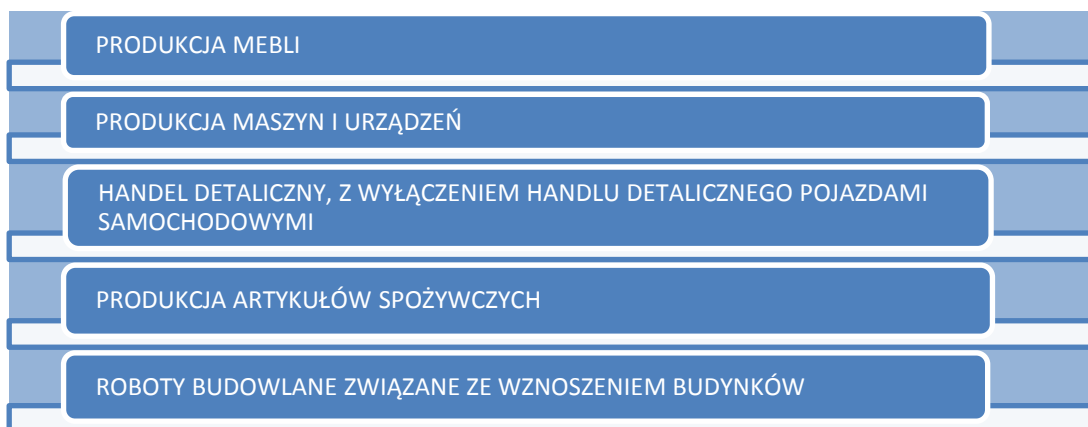 PRODUKCJA MEBLI
PRODUKCJA MASZYN I URZĄDZEŃ
HANDEL DETALICZNY, Z WYŁĄCZENIEM HANDLU DETALICZNEGO POJAZDAMI
SAMOCHODOWYMI
PRODUKCJA ARTYKUŁÓW SPOŻYWCZYCH
ROBOTY BUDOWLANE ZWIĄZANE ZE WZNOSZENIEM BUDYNKÓW